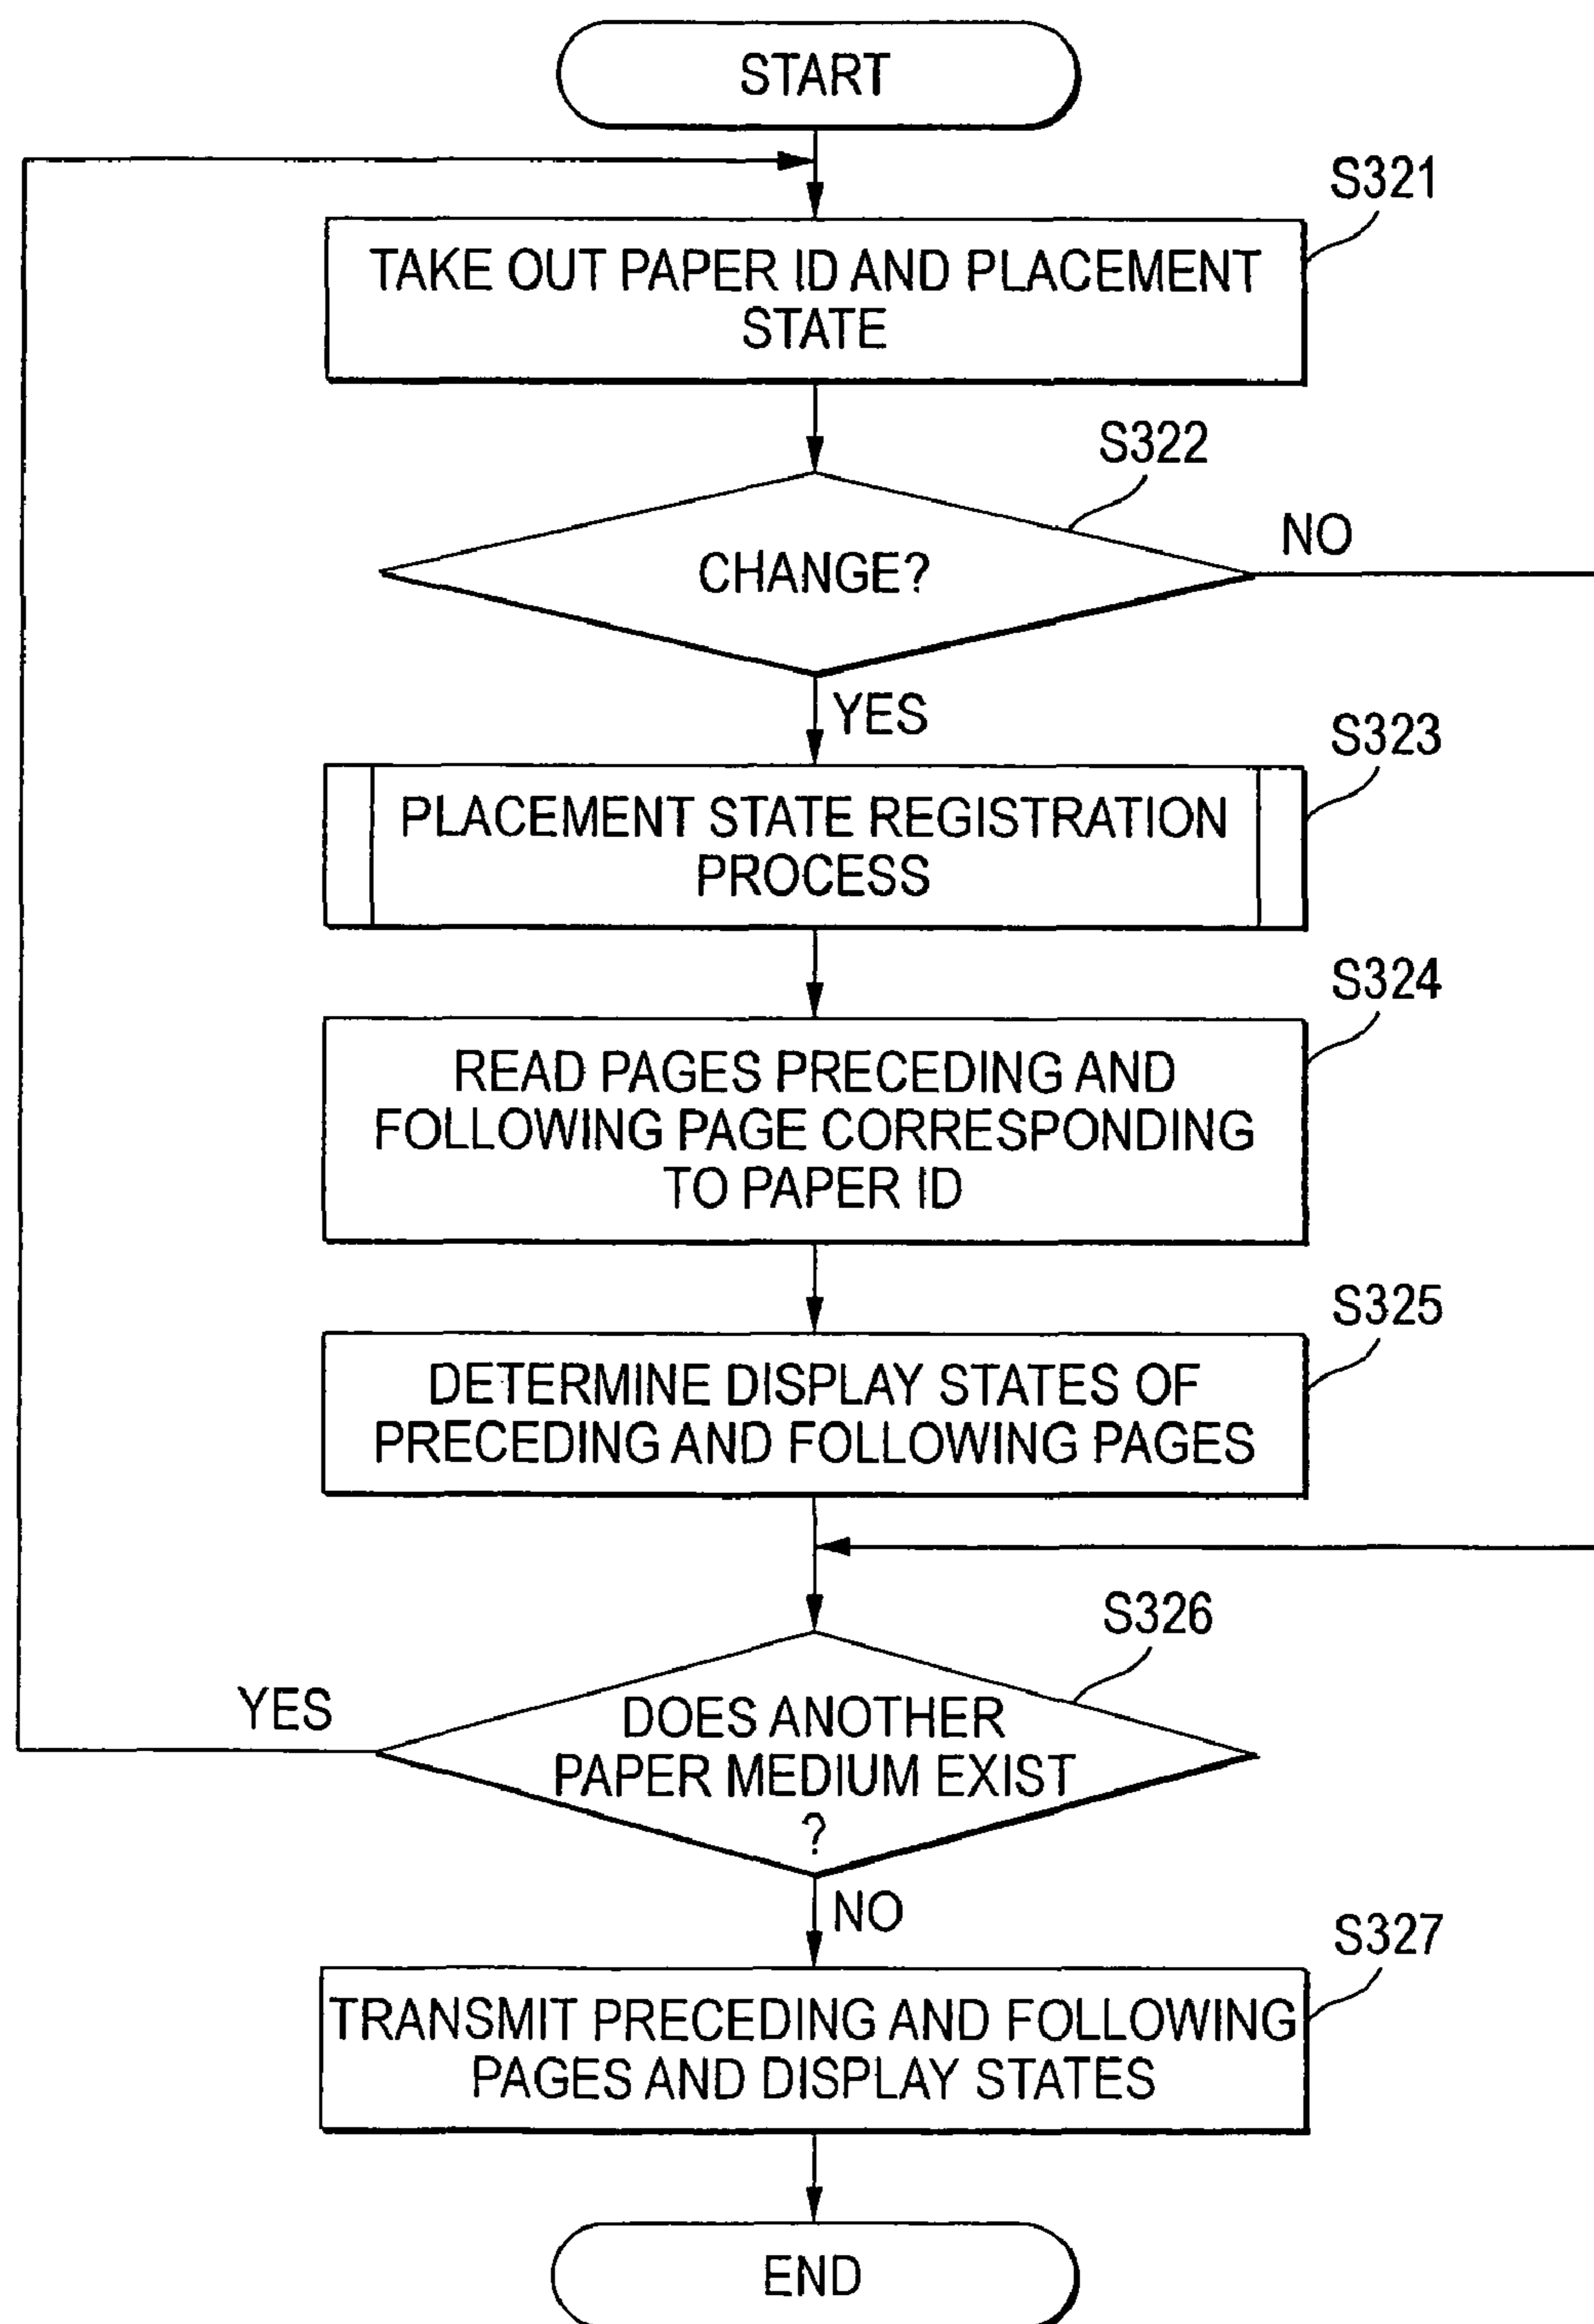 START
S321
TAKE OUT PAPER ID AND PLACEMENT
STATE
S322
CHANGE?
NO
YES
S323
PLACEMENT STATE REGISTRATION
PROCESS
S324
READ PAGES PRECEDING AND
FOLLOWING PAGE CORRESPONDING
TO PAPER ID
S325
DETERMINE DISPLAY STATES OF
PRECEDING AND FOLLOWING PAGES
S326
YES
DOES ANOTHER
PAPER MEDIUM EXIST
?
NO
S327
TRANSMIT PRECEDING AND FOLLOWING
PAGES AND DISPLAY STATES
END